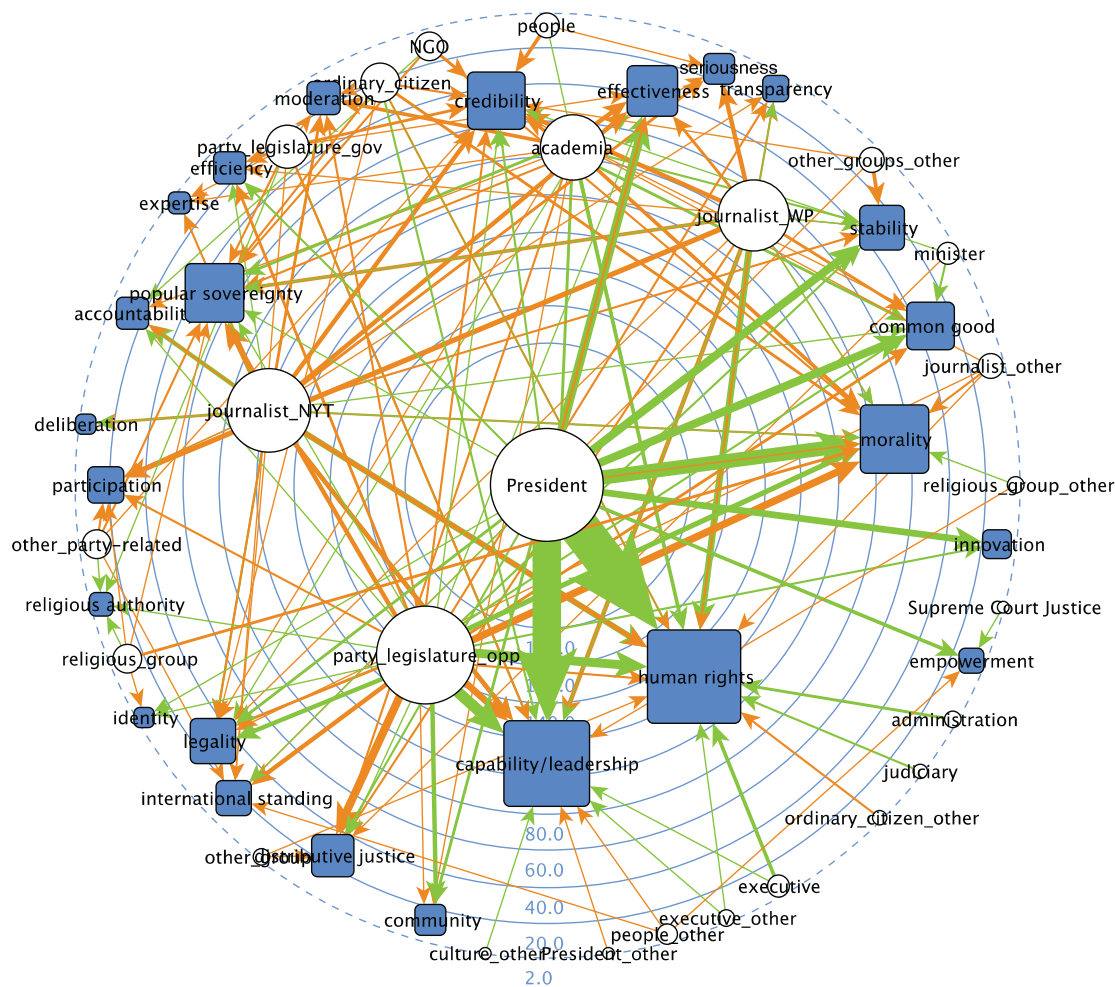 people
NGO
seriousness
ordinary_citizen
transparency
effectiveness
moderation
credibility
party_legislature_gov
academia
other_groups_other
efficiency
expertise
journalist_WP
stability
minister
popular sovereignty
accountabilit
common good
journalist_other
journalist_NYT
deliberation
morality
participation
President
religious_group_other
other_party-related
innovation
religious authority
Supreme Court Justice
religious_group
party_legislature_opp
empowerment
human rights
identity
administration
legality
capability/leadership
judiciary
international standing
ordinary_citizen_other
80.0
other_group
distributive justice
60.0
executive
40.0
community
executive_other
people_other
20.0
culture_other
President_other
2.0